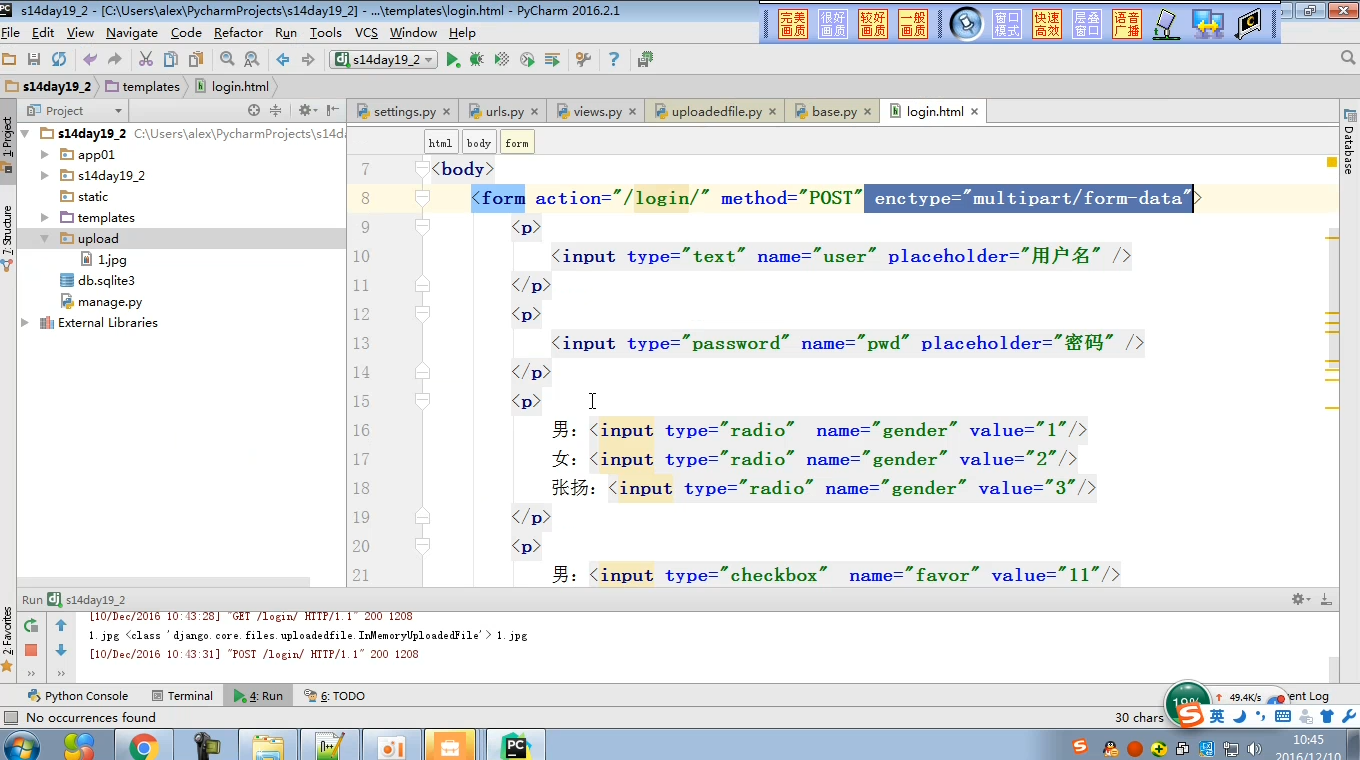 s14day19_2 - [C:\Users\alex\PycharmProjects\s14day19_2] - ...\templates\login.html - PyCharm 2016.2.1
完美画质 很好画质 较好画质 一般画质 窗口模式 快速高效 层叠窗口 语音广播
File Edit View Navigate Code Refactor Run Tools VCS Window Help
s14day19_2
s14day19_2 templates login.html
Project
settings.py urls.py views.py uploadedfile.py base.py login.html
1: Project
7: Structure
2: Favorites
Database
s14day19_2 C:\Users\alex\PycharmProjects\s14da
app01
s14day19_2
static
templates
upload
1.jpg
db.sqlite3
manage.py
External Libraries
html body form
7 <body>
8 <form action="/login/" method="POST" enctype="multipart/form-data">
9 <p>
10 <input type="text" name="user" placeholder="用户名" />
11 </p>
12 <p>
13 <input type="password" name="pwd" placeholder="密码" />
14 </p>
15 <p>
16 男：<input type="radio"  name="gender" value="1"/>
17 女：<input type="radio" name="gender" value="2"/>
18 张扬：<input type="radio" name="gender" value="3"/>
19 </p>
20 <p>
21 男：<input type="checkbox"  name="favor" value="11"/>
Run s14day19_2
[10/Dec/2016 10:43:28] "GET /login/ HTTP/1.1" 200 1208
1.jpg <class 'django.core.files.uploadedfile.InMemoryUploadedFile'> 1.jpg
[10/Dec/2016 10:43:31] "POST /login/ HTTP/1.1" 200 1208
Python Console Terminal 4: Run 6: TODO
19% 49.4K/s ent Log
No occurrences found
30 chars
英
10:45
2016/12/10